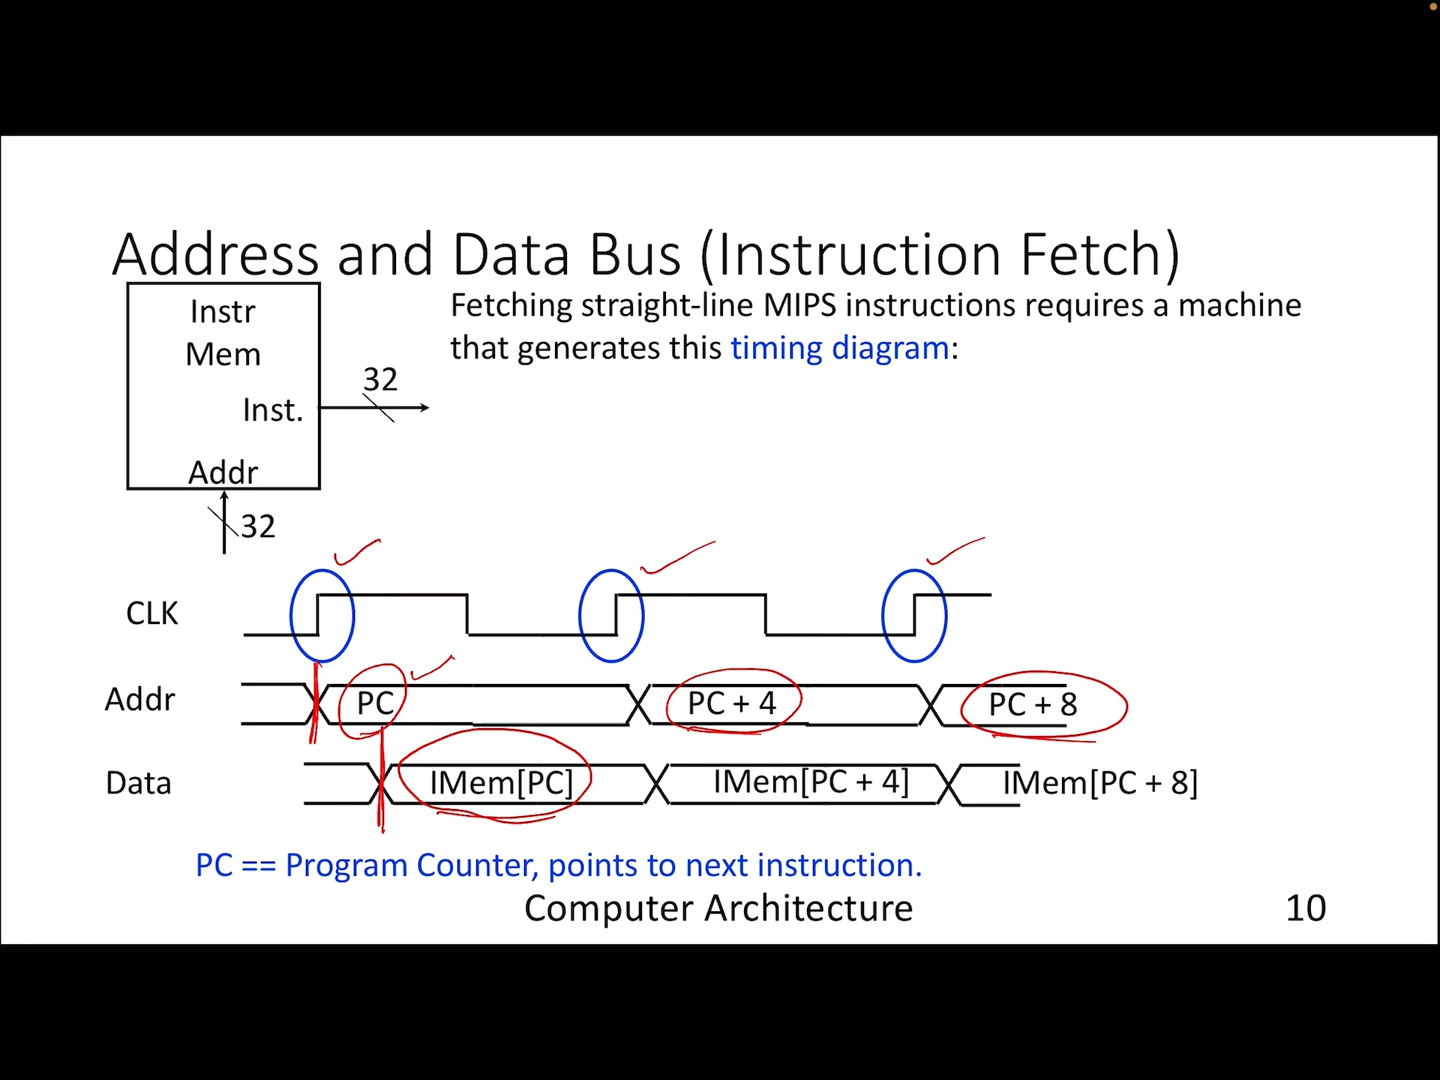 Address and Data Bus (Instruction Fetch)
Instr
Mem
Inst.
Addr
32
32
Fetching straight-line MIPS instructions requires a machine
that generates this timing diagram:
CLK
Addr
PC
PC + 4
PC + 8
Data
IMem[PC]
IMem[PC + 4]
IMem[PC + 8]
PC == Program Counter, points to next instruction.
Computer Architecture
10